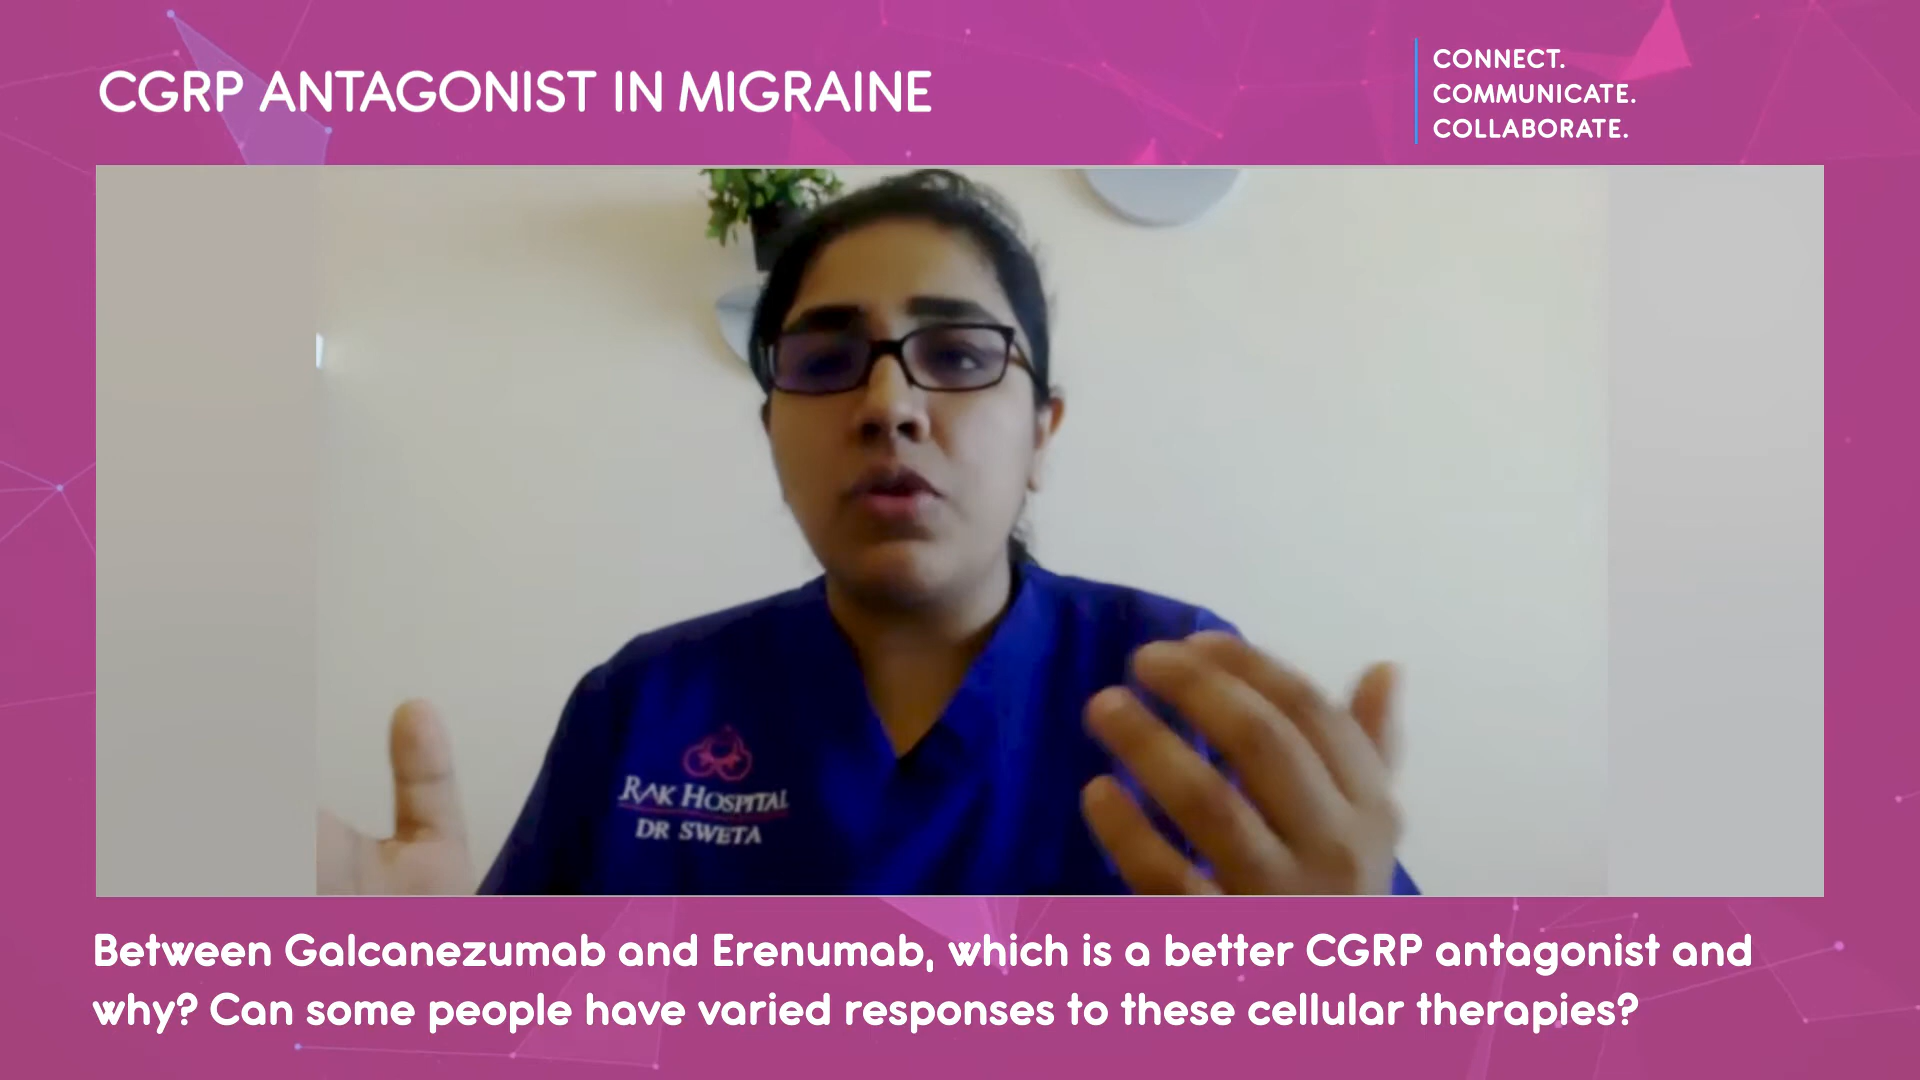 CGRP ANTAGONIST IN MIGRAINE
CONNECT.
COMMUNICATE.
COLLABORATE.
RAK HOSPITAL
DR SWETA
Between Galcanezumab and Erenumab, which is a better CGRP antagonist and
why? Can some people have varied responses to these cellular therapies?